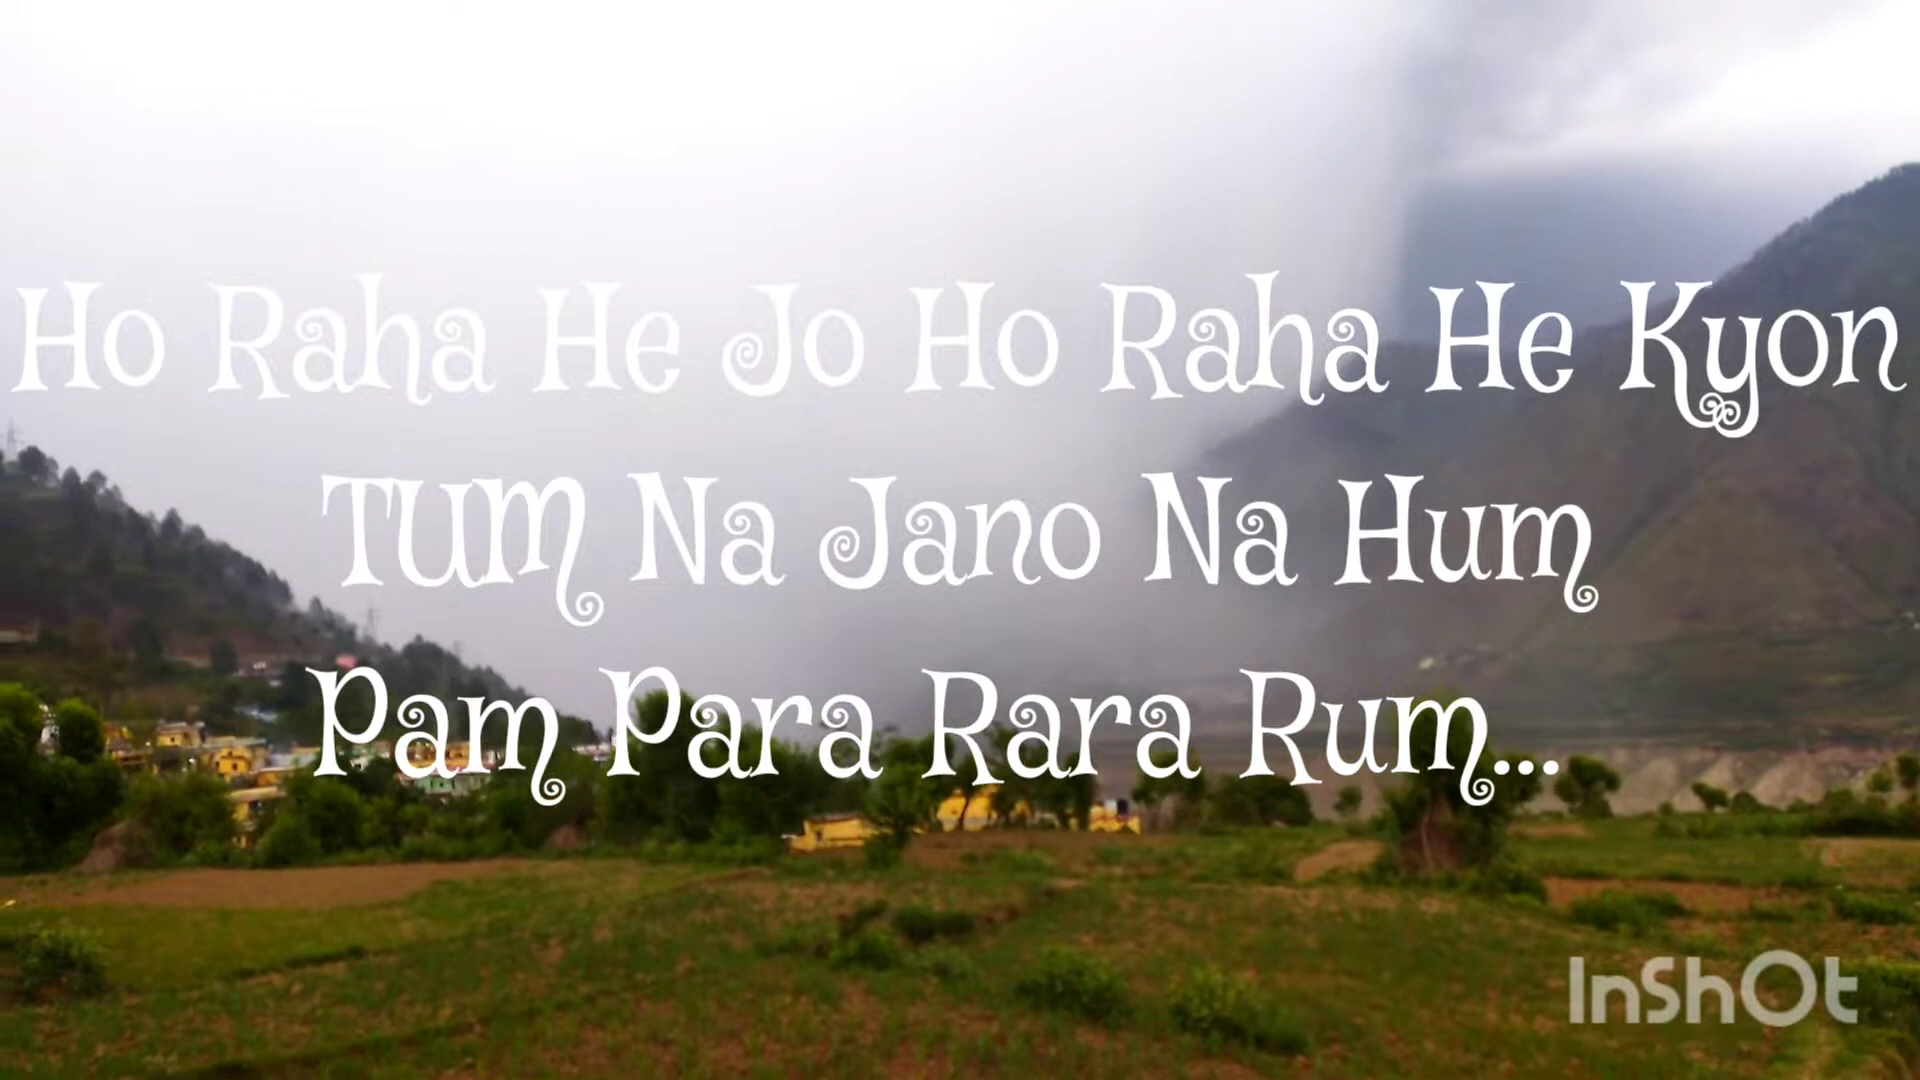 Ho Raha He Jo Ho Raha He Kyon
TUM Na Jano Na Hum
Pam Para Rara Rum...
InShOt